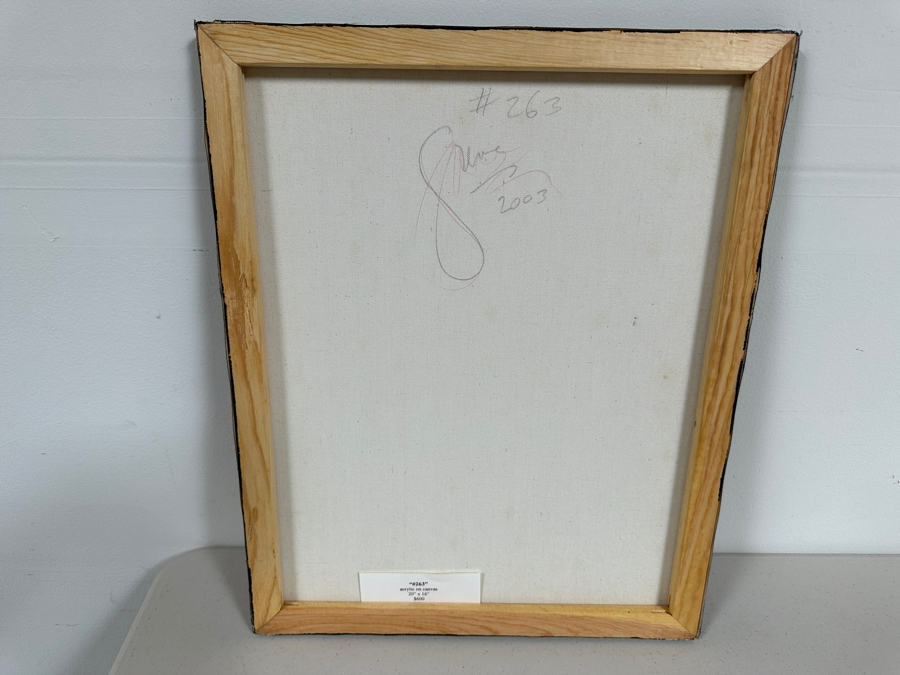 # 263
2003
"#263"
acrylic on canvas
20" x 16"
$600